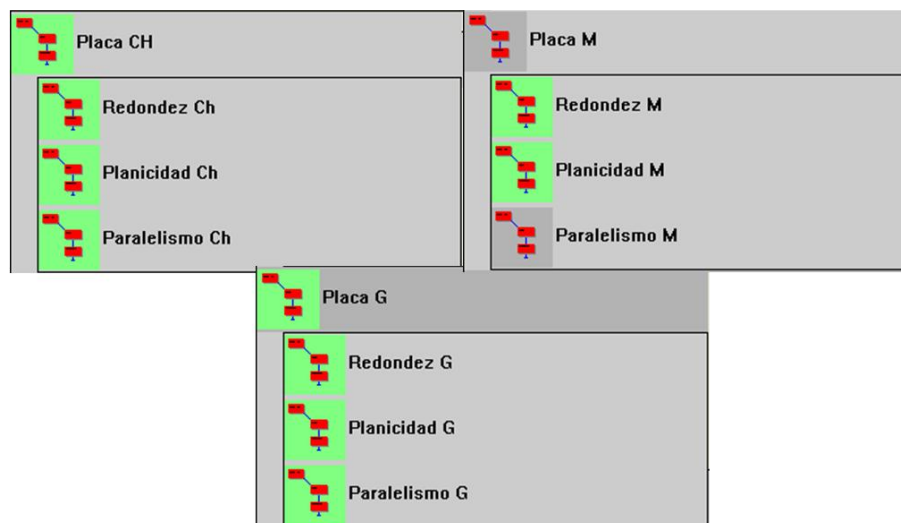 Placa CH
Redondez Ch
Planicidad Ch
Paralelismo Ch
Placa M
Redondez M
Planicidad M
Paralelismo M
Placa G
Redondez G
Planicidad G
Paralelismo G